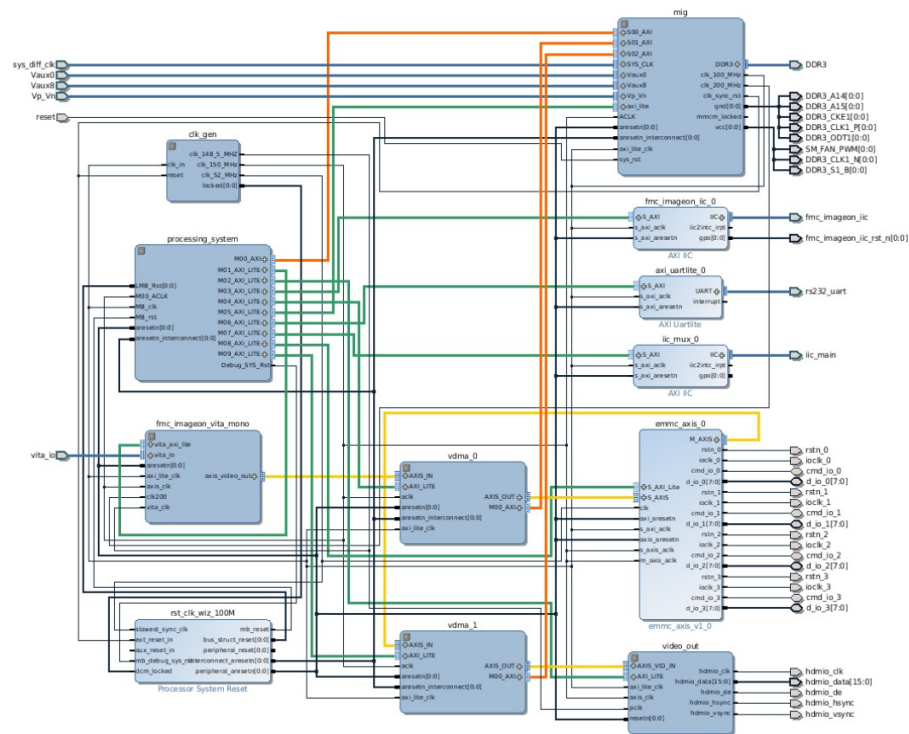 mig
S00_AXI
S01_AXI
S02_AXI
SYS_CLK
Vaux0
Vaux8
Vp_Vn
axi_lite
ACLK
aresetn[0:0]
aresetn_interconnect[0:0]
axi_lite_clk
sys_rst
DDR3
clk_100_MHz
clk_200_MHz
clk_sync_rst
gnd[0:0]
mmcm_locked
vcc[0:0]
sys_diff_clk
Vaux0
Vaux8
Vp_Vn
reset
DDR3
DDR3_A14[0:0]
DDR3_A15[0:0]
DDR3_CKE1[0:0]
DDR3_CLK1_P[0:0]
DDR3_ODT1[0:0]
SM_FAN_PWM[0:0]
DDR3_CLK1_N[0:0]
DDR3_S1_B[0:0]
clk_gen
clk_in
reset
clk_148_5_MHZ
clk_150_MHz
clk_52_MHz
locked[0:0]
fmc_imageon_iic_0
S_AXI
s_axi_aclk
s_axi_aresetn
IIC
iic2intc_irpt
gpo[0:0]
AXI IIC
fmc_imageon_iic
fmc_imageon_iic_rst_n[0:0]
processing_system
LMB_Rst[0:0]
M00_ACLK
MB_clk
MB_rst
aresetn[0:0]
aresetn_interconnect[0:0]
M00_AXI
M01_AXI_LITE
M02_AXI_LITE
M03_AXI_LITE
M04_AXI_LITE
M05_AXI_LITE
M06_AXI_LITE
M07_AXI_LITE
M08_AXI_LITE
M09_AXI_LITE
Debug_SYS_Rst
axi_uartlite_0
S_AXI
s_axi_aclk
s_axi_aresetn
UART
interrupt
AXI Uartlite
rs232_uart
iic_mux_0
S_AXI
s_axi_aclk
s_axi_aresetn
IIC
iic2intc_irpt
gpo[0:0]
AXI IIC
iic_main
fmc_imageon_vita_mono
vita_axi_lite
vita_io
aresetn[0:0]
axi_lite_clk
axis_clk
clk200
vita_clk
axis_video_out
vita_io
vdma_0
AXIS_IN
AXI_LITE
aclk
aresetn[0:0]
aresetn_interconnect[0:0]
axi_lite_clk
AXIS_OUT
M00_AXI
emmc_axis_0
S_AXI_Lite
S_AXIS
clk
axi_aresetn
s_axi_aclk
axis_aresetn
s_axis_aclk
m_axis_aclk
M_AXIS
rstn_0
ioclk_0
cmd_io_0
d_io_0[7:0]
rstn_1
ioclk_1
cmd_io_1
d_io_1[7:0]
rstn_2
ioclk_2
cmd_io_2
d_io_2[7:0]
rstn_3
ioclk_3
cmd_io_3
d_io_3[7:0]
emmc_axis_v1_0
rstn_0
ioclk_0
cmd_io_0
d_io_0[7:0]
rstn_1
ioclk_1
cmd_io_1
d_io_1[7:0]
rstn_2
ioclk_2
cmd_io_2
d_io_2[7:0]
rstn_3
ioclk_3
cmd_io_3
d_io_3[7:0]
rst_clk_wiz_100M
slowest_sync_clk
ext_reset_in
aux_reset_in
mb_debug_sys_rst
dcm_locked
mb_reset
bus_struct_reset[0:0]
peripheral_reset[0:0]
interconnect_aresetn[0:0]
peripheral_aresetn[0:0]
Processor System Reset
vdma_1
AXIS_IN
AXI_LITE
aclk
aresetn[0:0]
aresetn_interconnect[0:0]
axi_lite_clk
AXIS_OUT
M00_AXI
video_out
AXIS_VID_IN
AXI_LITE
axi_lite_clk
axis_clk
pclk
resetn[0:0]
hdmio_clk
hdmio_data[15:0]
hdmio_de
hdmio_hsync
hdmio_vsync
hdmio_clk
hdmio_data[15:0]
hdmio_de
hdmio_hsync
hdmio_vsync